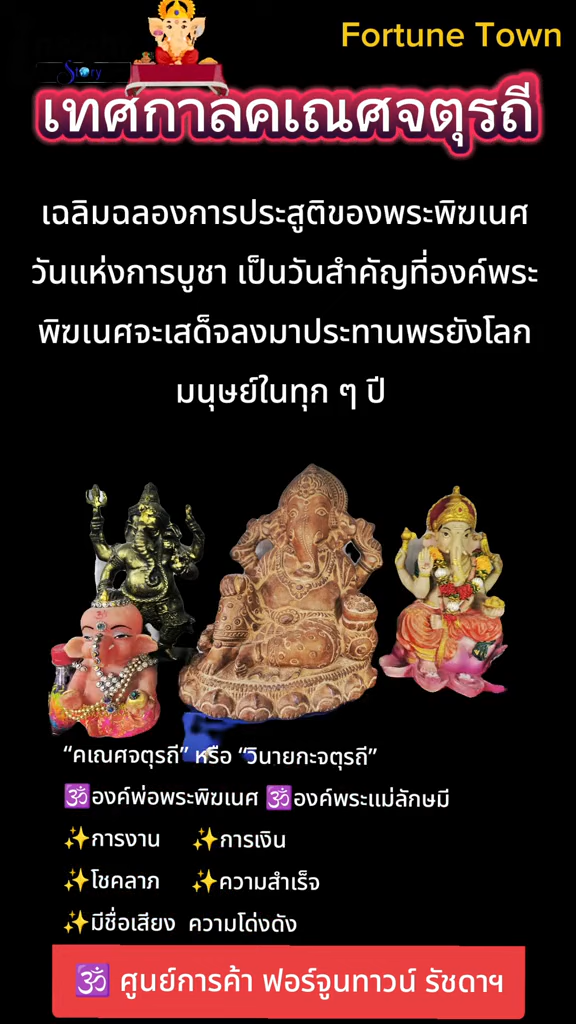 Fortune Town
Story
เทศกาลคเณศจตุรถี
เฉลิมฉลองการประสูติของพระพิฆเนศ
วันแห่งการบูชา เป็นวันสำคัญที่องค์พระ
พิฆเนศจะเสด็จลงมาประทานพรยังโลก
มนุษย์ในทุก ๆ ปี
“คเณศจตุรถี” หรือ “วินายกะจตุรถี”
🕉️องค์พ่อพระพิฆเนศ 🕉️องค์พระแม่ลักษมี
✨การงาน ✨การเงิน
✨โชคลาภ ✨ความสำเร็จ
✨มีชื่อเสียง ความโด่งดัง
🕉️ ศูนย์การค้า ฟอร์จูนทาวน์ รัชดาฯ